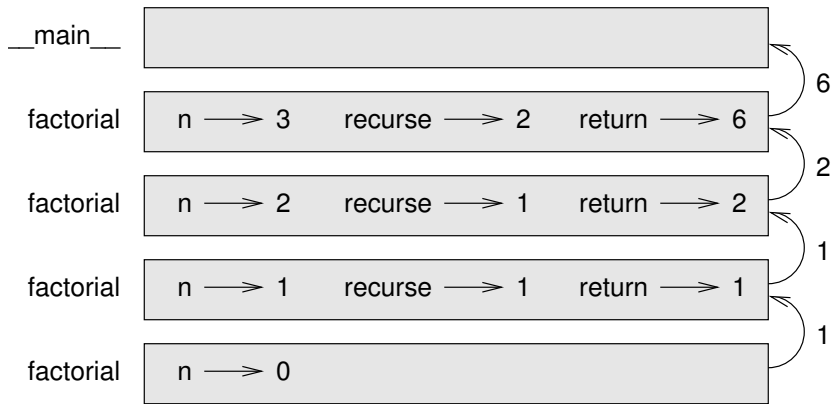 __main__
6
factorial n 3 recurse 2 return 6
2
factorial n 2 recurse 1 return 2
1
factorial n 1 recurse 1 return 1
1
factorial n 0